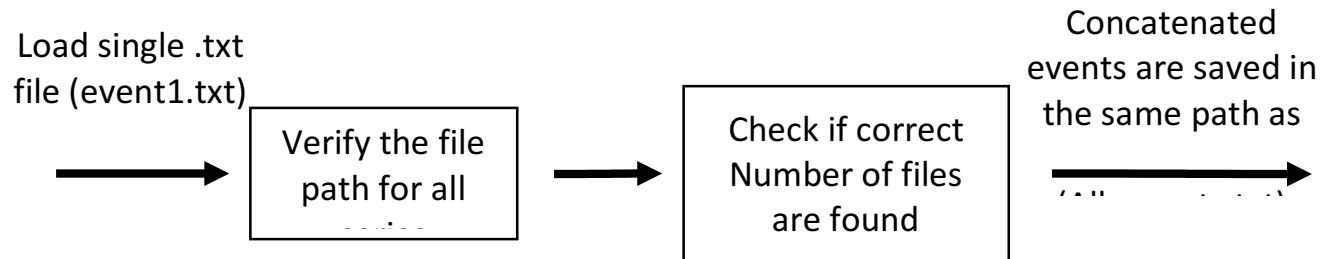 Load single .txt
file (event1.txt)
Verify the file
path for all
Check if correct
Number of files
are found
Concatenated
events are saved in
the same path as